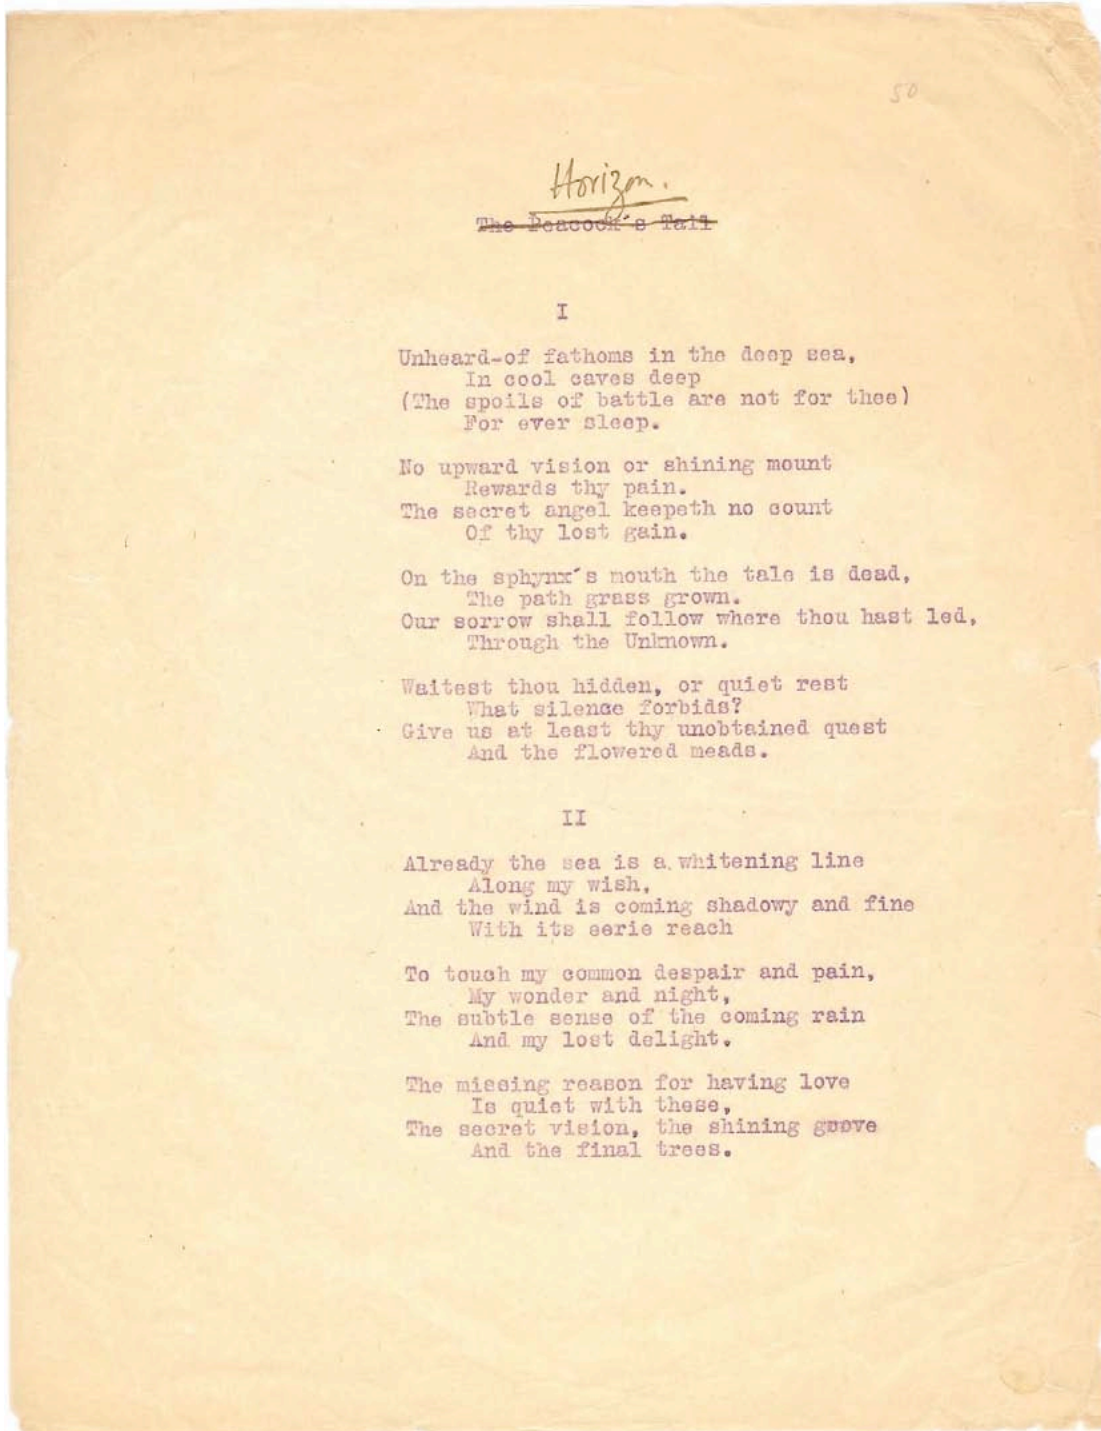 50
Horizon.
The Peacock's Tail
I
Unheard-of fathoms in the deep sea,
In cool caves deep
(The spoils of battle are not for thee)
For ever sleep.
No upward vision or shining mount
Rewards thy pain.
The secret angel keepeth no count
Of thy lost gain.
On the sphynx's mouth the tale is dead,
The path grass grown.
Our sorrow shall follow where thou hast led,
Through the Unknown.
Waitest thou hidden, or quiet rest
What silence forbids?
Give us at least thy unobtained quest
And the flowered meads.
II
Already the sea is a whitening line
Along my wish,
And the wind is coming shadowy and fine
With its eerie reach
To touch my common despair and pain,
My wonder and night,
The subtle sense of the coming rain
And my lost delight.
The missing reason for having love
Is quiet with these,
The secret vision, the shining grove
And the final trees.